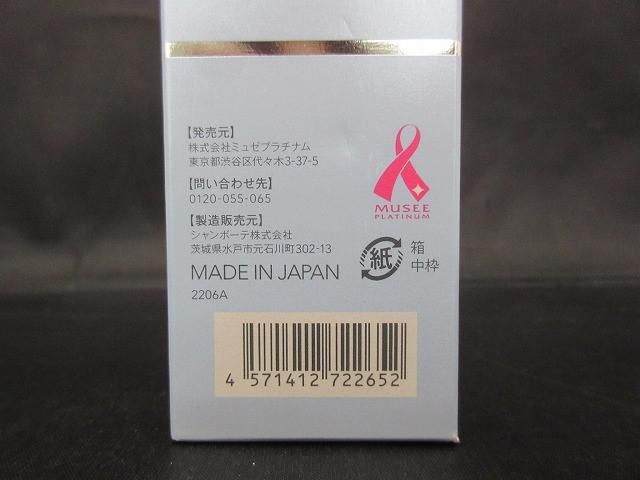 【発売元】
株式会社ミュゼプラチナム
東京都渋谷区代々木3-37-5
【問い合わせ先】
0120-055-065
【製造販売元】
シャンボーテ株式会社
茨城県水戸市元石川町302-13
MADE IN JAPAN
2206A
MUSEE
PLATINUM
紙
箱
中枠
4 571412 722652